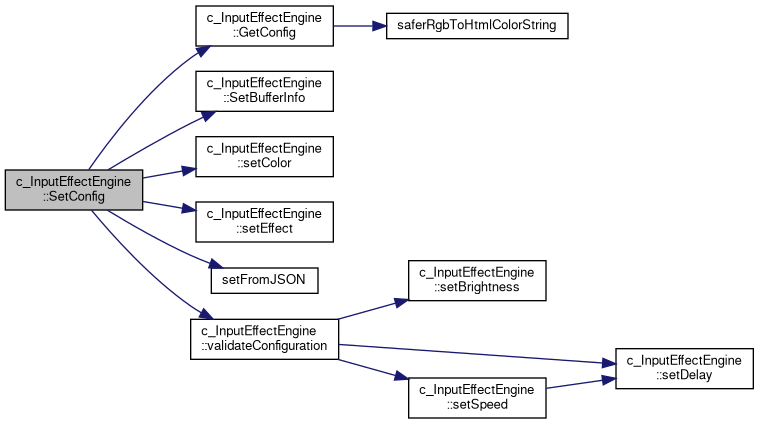 c_InputEffectEngine
::SetConfig
c_InputEffectEngine
::GetConfig
saferRgbToHtmlColorString
c_InputEffectEngine
::SetBufferInfo
c_InputEffectEngine
::setColor
c_InputEffectEngine
::setEffect
setFromJSON
c_InputEffectEngine
::validateConfiguration
c_InputEffectEngine
::setBrightness
c_InputEffectEngine
::setSpeed
c_InputEffectEngine
::setDelay